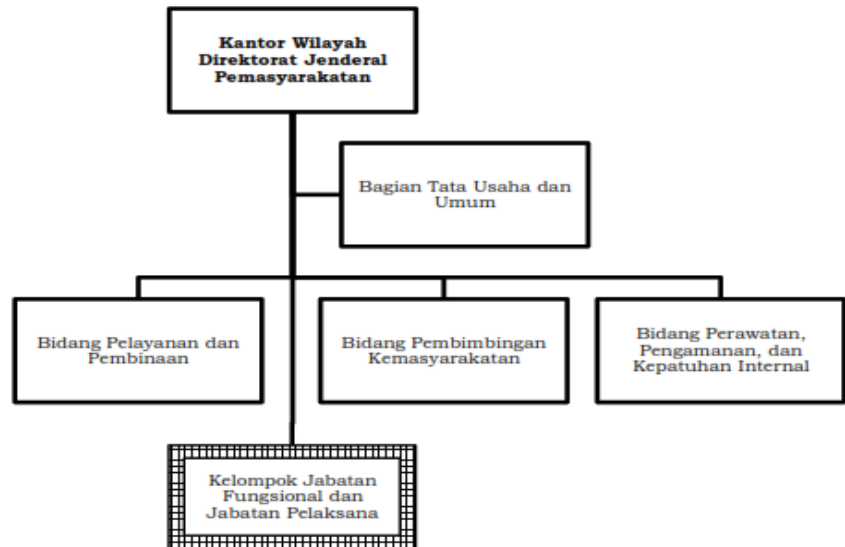 Kantor Wilayah
Direktorat Jenderal
Pemasyarakatan
Bagian Tata Usaha dan
Umum
Bidang Pelayanan dan
Pembinaan
Bidang Pembimbingan
Kemasyarakatan
Bidang Perawatan,
Pengamanan, dan
Kepatuhan Internal
Kelompok Jabatan
Fungsional dan
Jabatan Pelaksana